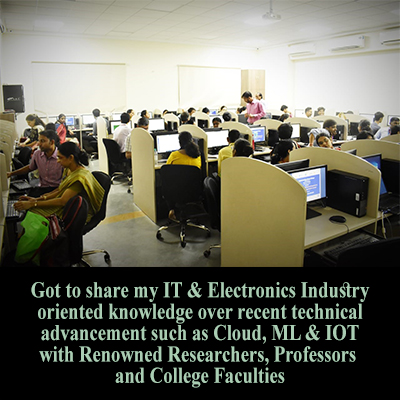 Got to share my IT & Electronics Industry
oriented knowledge over recent technical
advancement such as Cloud, ML & IOT
with Renowned Researchers, Professors
and College Faculties